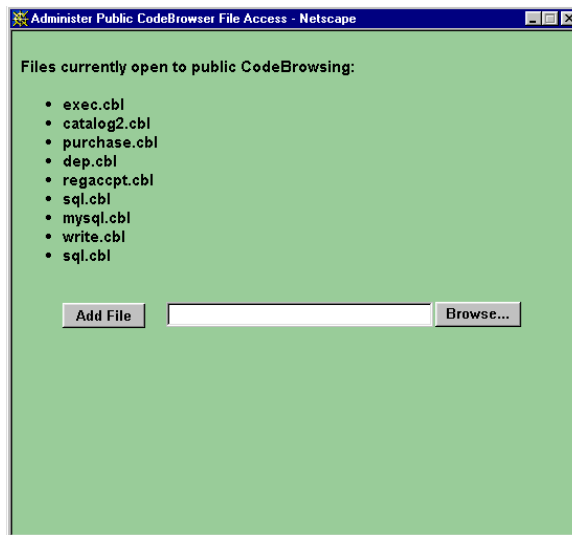 Administer Public CodeBrowser File Access - Netscape
Files currently open to public CodeBrowsing:
• exec.cbl
• catalog2.cbl
• purchase.cbl
• dep.cbl
• regaccpt.cbl
• sql.cbl
• mysql.cbl
• write.cbl
• sql.cbl
Add File Browse...